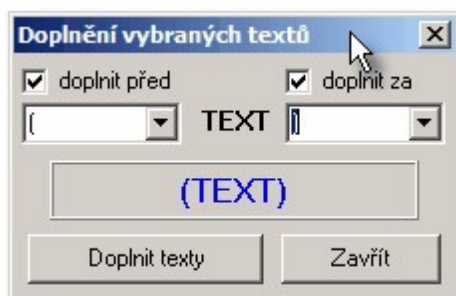 Doplnění vybraných textů
doplnit před doplnit za
( TEXT )
(TEXT)
Doplnit texty Zavřít